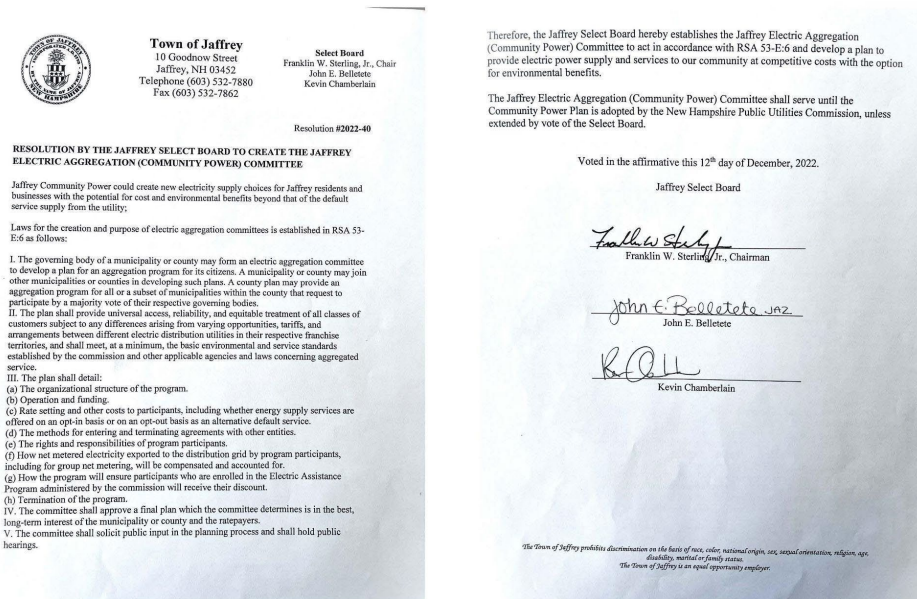 TOWN OF JAFFREY
NEW HAMPSHIRE
Town of Jaffrey
10 Goodnow Street
Jaffrey, NH 03452
Telephone (603) 532-7880
Fax (603) 532-7862
Select Board
Franklin W. Sterling, Jr., Chair
John E. Belletete
Kevin Chamberlain
Resolution #2022-40
RESOLUTION BY THE JAFFREY SELECT BOARD TO CREATE THE JAFFREY
ELECTRIC AGGREGATION (COMMUNITY POWER) COMMITTEE
Jaffrey Community Power could create new electricity supply choices for Jaffrey residents and
businesses with the potential for cost and environmental benefits beyond that of the default
service supply from the utility;
Laws for the creation and purpose of electric aggregation committees is established in RSA 53-
E:6 as follows:
I. The governing body of a municipality or county may form an electric aggregation committee
to develop a plan for an aggregation program for its citizens. A municipality or county may join
other municipalities or counties in developing such plans. A county plan may provide an
aggregation program for all or a subset of municipalities within the county that request to
participate by a majority vote of their respective governing bodies.
II. The plan shall provide universal access, reliability, and equitable treatment of all classes of
customers subject to any differences arising from varying opportunities, tariffs, and
arrangements between different electric distribution utilities in their respective franchise
territories, and shall meet, at a minimum, the basic environmental and service standards
established by the commission and other applicable agencies and laws concerning aggregated
service.
III. The plan shall detail:
(a) The organizational structure of the program.
(b) Operation and funding.
(c) Rate setting and other costs to participants, including whether energy supply services are
offered on an opt-in basis or on an opt-out basis as an alternative default service.
(d) The methods for entering and terminating agreements with other entities.
(e) The rights and responsibilities of program participants.
(f) How net metered electricity exported to the distribution grid by program participants,
including for group net metering, will be compensated and accounted for.
(g) How the program will ensure participants who are enrolled in the Electric Assistance
Program administered by the commission will receive their discount.
(h) Termination of the program.
IV. The committee shall approve a final plan which the committee determines is in the best,
long-term interest of the municipality or county and the ratepayers.
V. The committee shall solicit public input in the planning process and shall hold public
hearings.
Therefore, the Jaffrey Select Board hereby establishes the Jaffrey Electric Aggregation
(Community Power) Committee to act in accordance with RSA 53-E:6 and develop a plan to
provide electric power supply and services to our community at competitive costs with the option
for environmental benefits.
The Jaffrey Electric Aggregation (Community Power) Committee shall serve until the
Community Power Plan is adopted by the New Hampshire Public Utilities Commission, unless
extended by vote of the Select Board.
Voted in the affirmative this 12th day of December, 2022.
Jaffrey Select Board
Franklin W. Sterling, Jr., Chairman
John E. Belletete JAZ
John E. Belletete
Kevin Chamberlain
The Town of Jaffrey prohibits discrimination on the basis of race, color, national origin, sex, sexual orientation, religion, age,
disability, marital or family status.
The Town of Jaffrey is an equal opportunity employer.